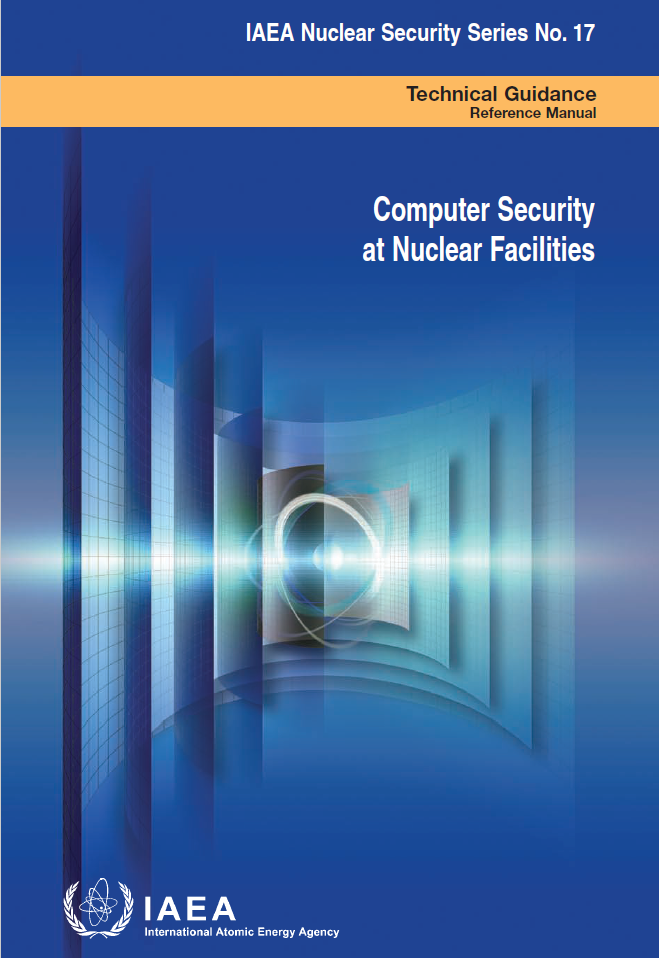 IAEA Nuclear Security Series No. 17
Technical Guidance
Reference Manual
Computer Security
at Nuclear Facilities
IAEA
International Atomic Energy Agency